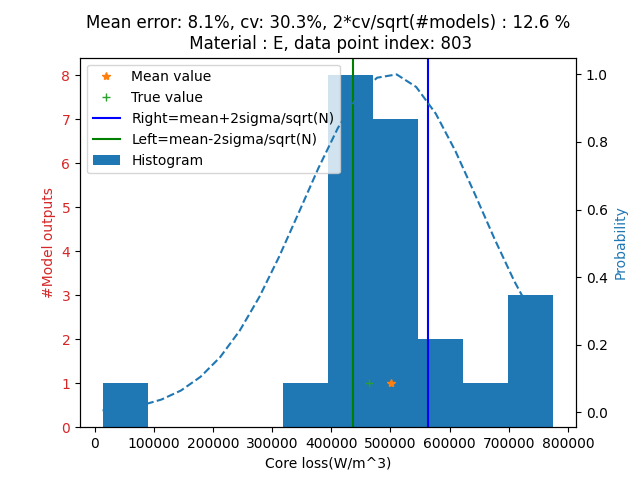 Mean error: 8.1%, cv: 30.3%, 2*cv/sqrt(#models) : 12.6 %
Material : E, data point index: 803
Mean value
True value
Right=mean+2sigma/sqrt(N)
Left=mean-2sigma/sqrt(N)
Histogram
#Model outputs
8
7
6
5
4
3
2
1
0
1.0
0.8
0.6
0.4
0.2
0.0
Probability
0 100000 200000 300000 400000 500000 600000 700000 800000
Core loss(W/m^3)